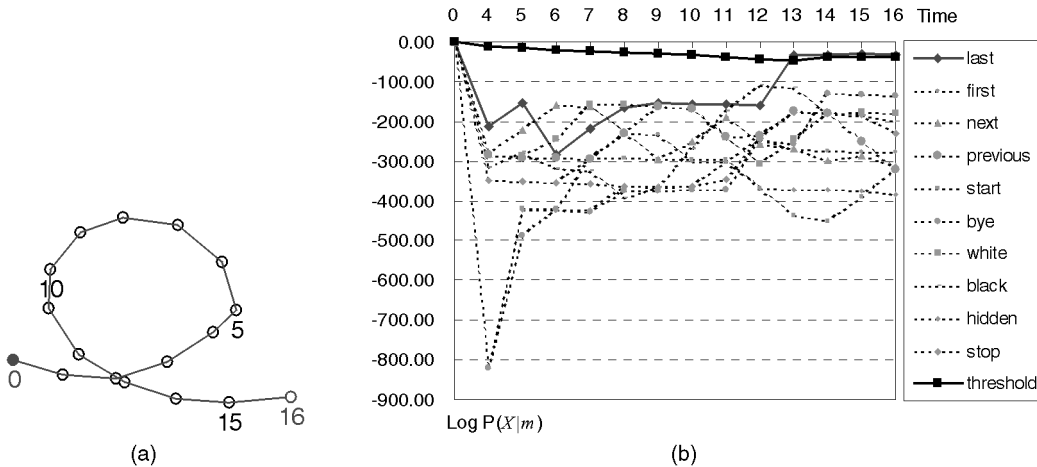 0 4 5 6 7 8 9 10 11 12 13 14 15 16 Time
0.00
-100.00
-200.00
-300.00
-400.00
-500.00
-600.00
-700.00
-800.00
-900.00
Log P(X|m)
last
first
next
previous
start
bye
white
black
hidden
stop
threshold
10
5
0
15
16
(a)
(b)